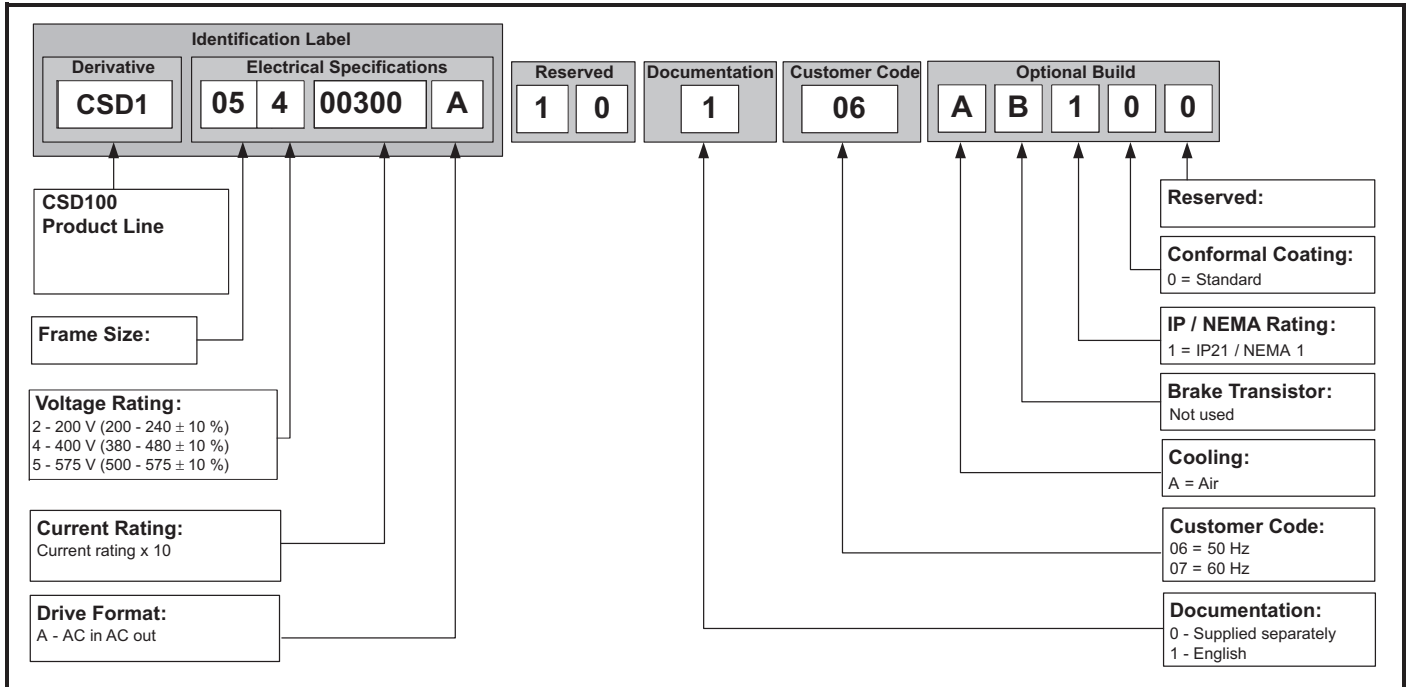 Identification Label
Derivative
Electrical Specifications
Reserved
Documentation
Customer Code
Optional Build
CSD1
05 4 00300 A
1 0
1
06
A B 1 0 0
CSD100
Product Line
Frame Size:
Voltage Rating:
2 - 200 V (200 - 240 ± 10 %)
4 - 400 V (380 - 480 ± 10 %)
5 - 575 V (500 - 575 ± 10 %)
Current Rating:
Current rating x 10
Drive Format:
A - AC in AC out
Reserved:
Conformal Coating:
0 = Standard
IP / NEMA Rating:
1 = IP21 / NEMA 1
Brake Transistor:
Not used
Cooling:
A = Air
Customer Code:
06 = 50 Hz
07 = 60 Hz
Documentation:
0 - Supplied separately
1 - English